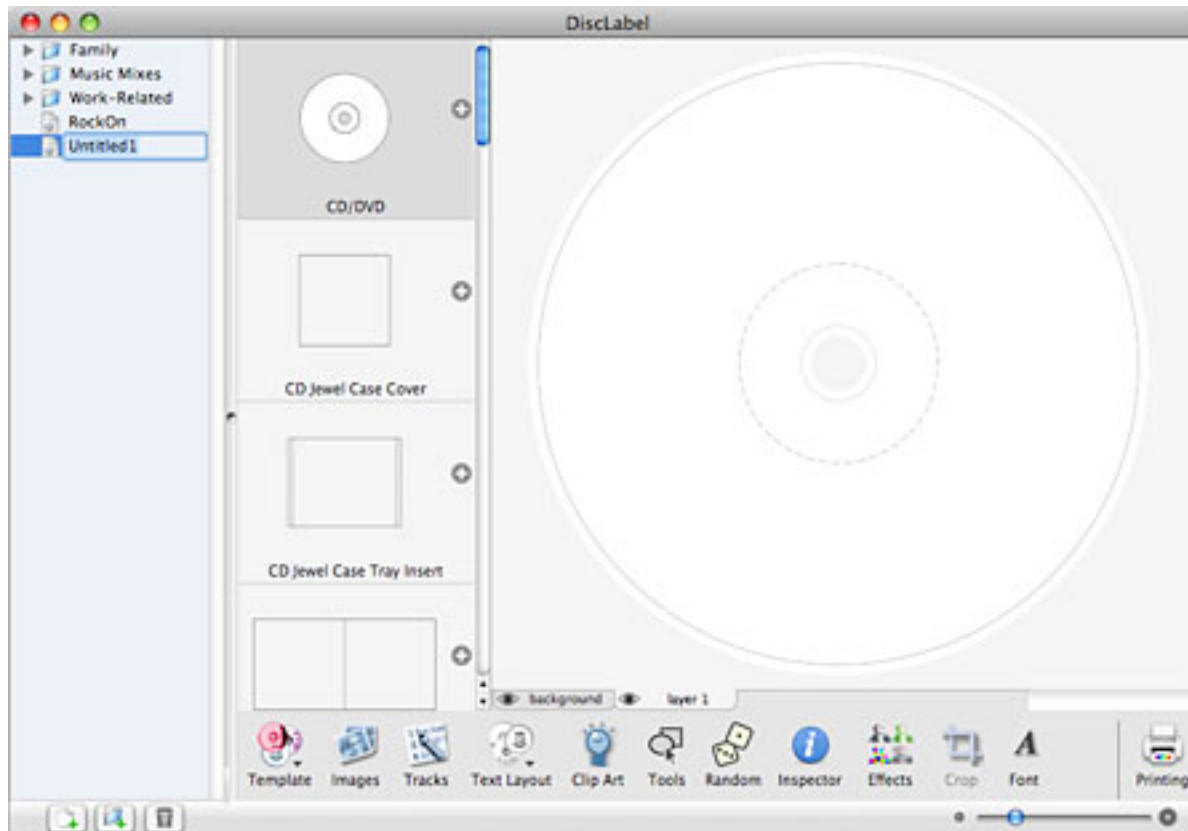 DiscLabel
Family
Music Mixes
Work-Related
RockOn
Untitled1
CD/DVD
CD Jewel Case Cover
CD Jewel Case Tray Insert
background
layer 1
Template
Images
Tracks
Text Layout
Clip Art
Tools
Random
Inspector
Effects
Crop
Font
Printing